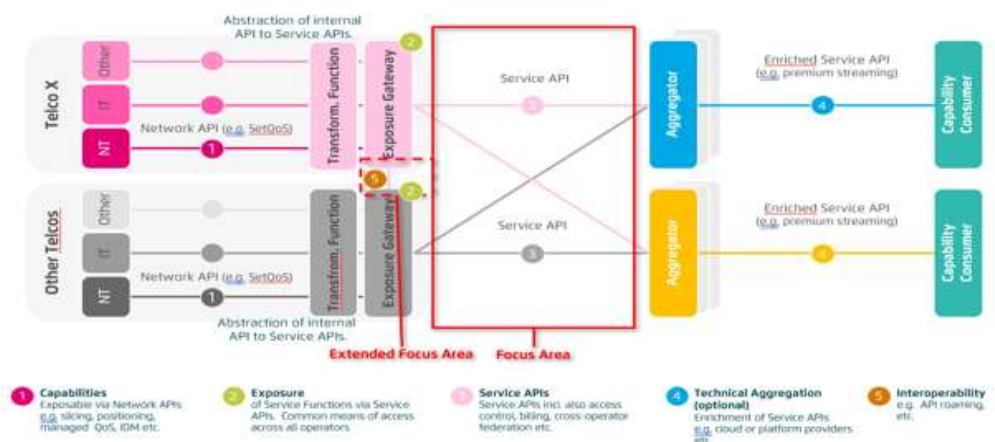 Abstraction of internal
API to Service APIs.
Telco X
Other
IT
NT
Network API (e.g. SetQoS)
1
Transform. Function
Exposure Gateway
2
Service API
3
Aggregator
Enriched Service API
(e.g. premium streaming)
4
Capability
Consumer
5
Other Telcos
Other
IT
NT
Network API (e.g. SetQoS)
1
Transfrom. Function
Exposure Gateway
2
Service API
3
Aggregator
Enriched Service API
(e.g. premium streaming)
4
Capability
Consumer
Abstraction of internal
API to Service APIs.
Extended Focus Area
Focus Area
1 Capabilities
Exposable via Network APIs
e.g. slicing, positioning,
managed QoS, IDM etc.
2 Exposure
of Service Functions via Service
APIs. Common means of access
across all operators
3 Service APIs
Service APIs incl. also access
control, billing, cross-operator
federation etc.
4 Technical Aggregation
(optional)
Enrichment of Service APIs
e.g. cloud or platform providers
etc.
5 Interoperability
e.g. API roaming,
etc.